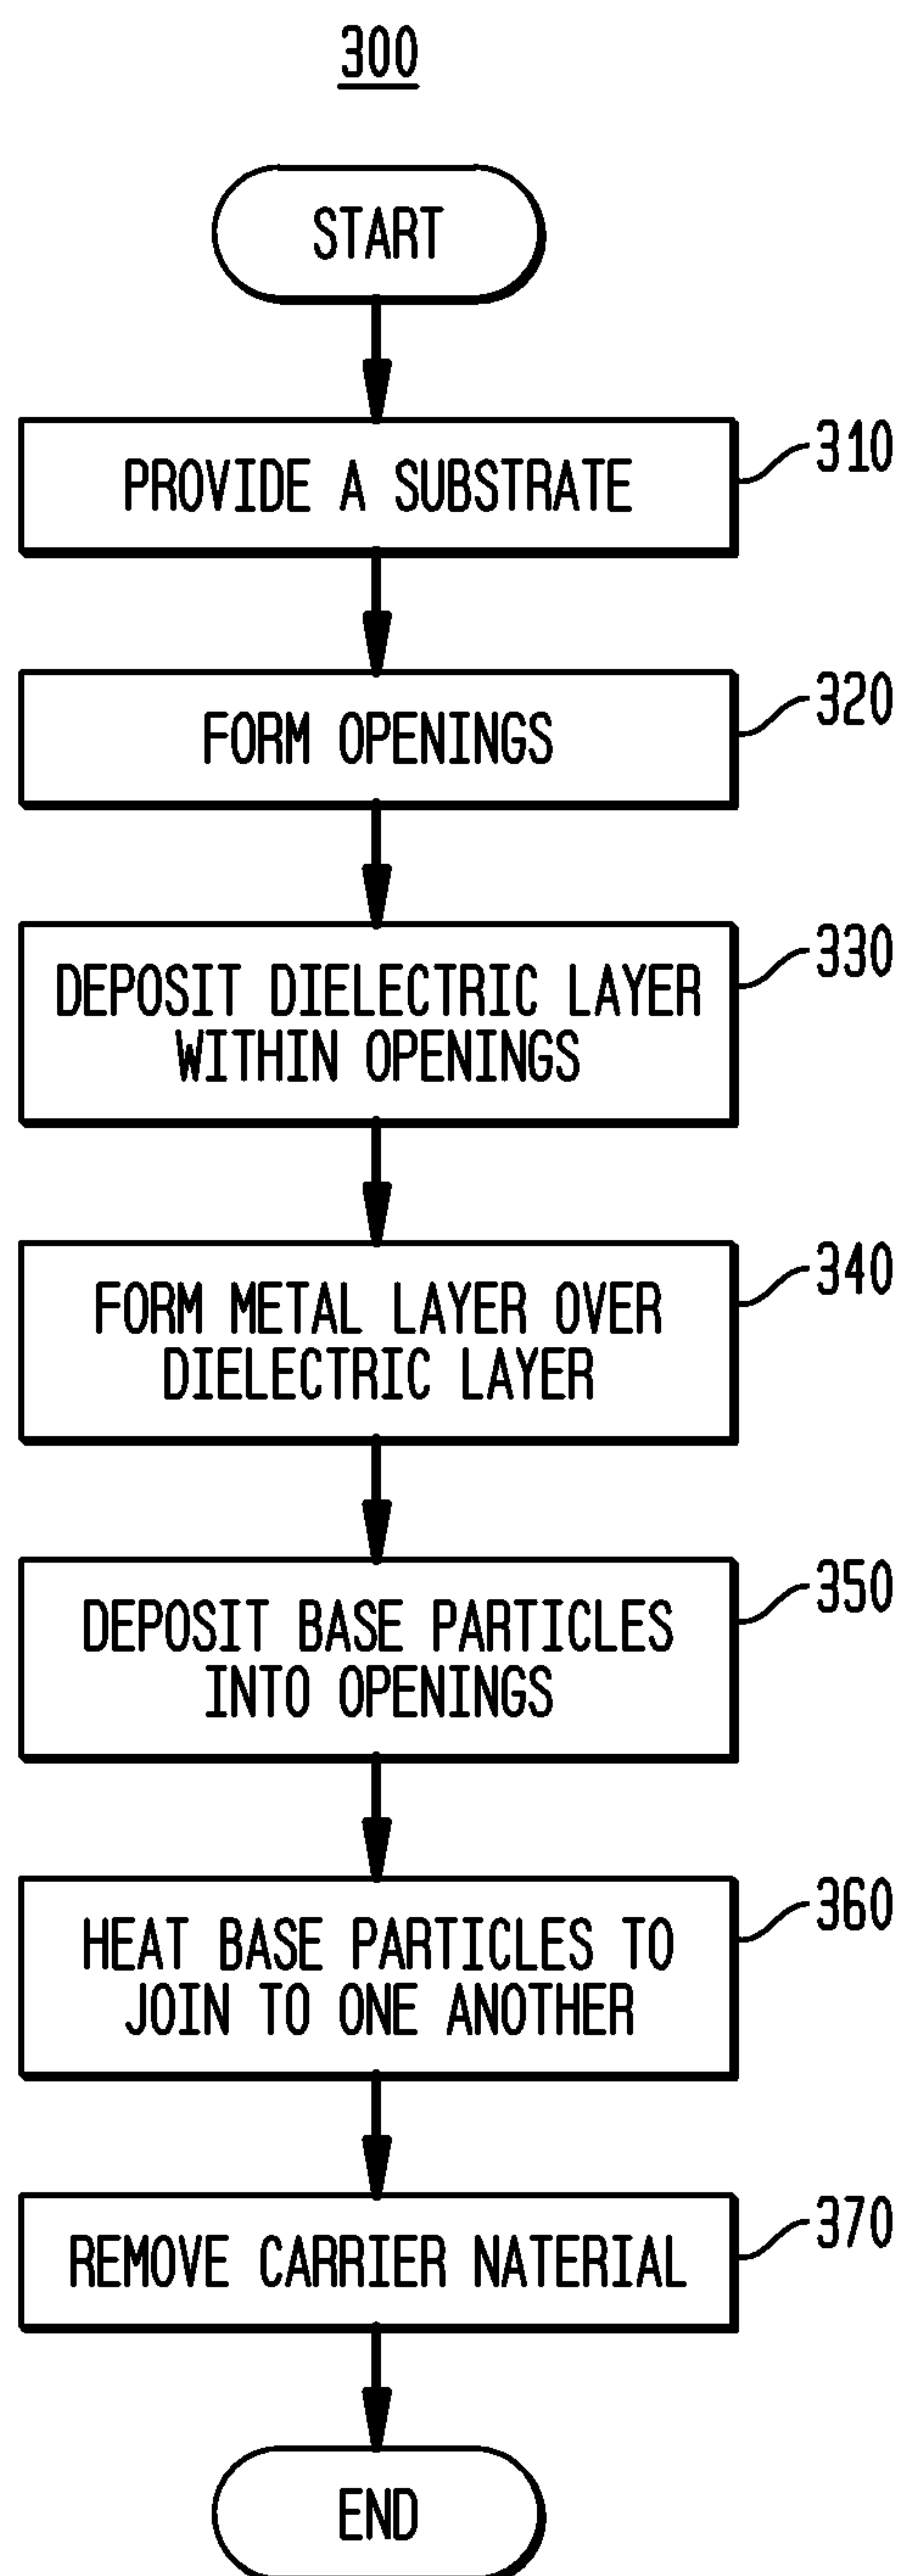 300
START
PROVIDE A SUBSTRATE
310
FORM OPENINGS
320
DEPOSIT DIELECTRIC LAYER
WITHIN OPENINGS
330
FORM METAL LAYER OVER
DIELECTRIC LAYER
340
DEPOSIT BASE PARTICLES
INTO OPENINGS
350
HEAT BASE PARTICLES TO
JOIN TO ONE ANOTHER
360
REMOVE CARRIER NATERIAL
370
END